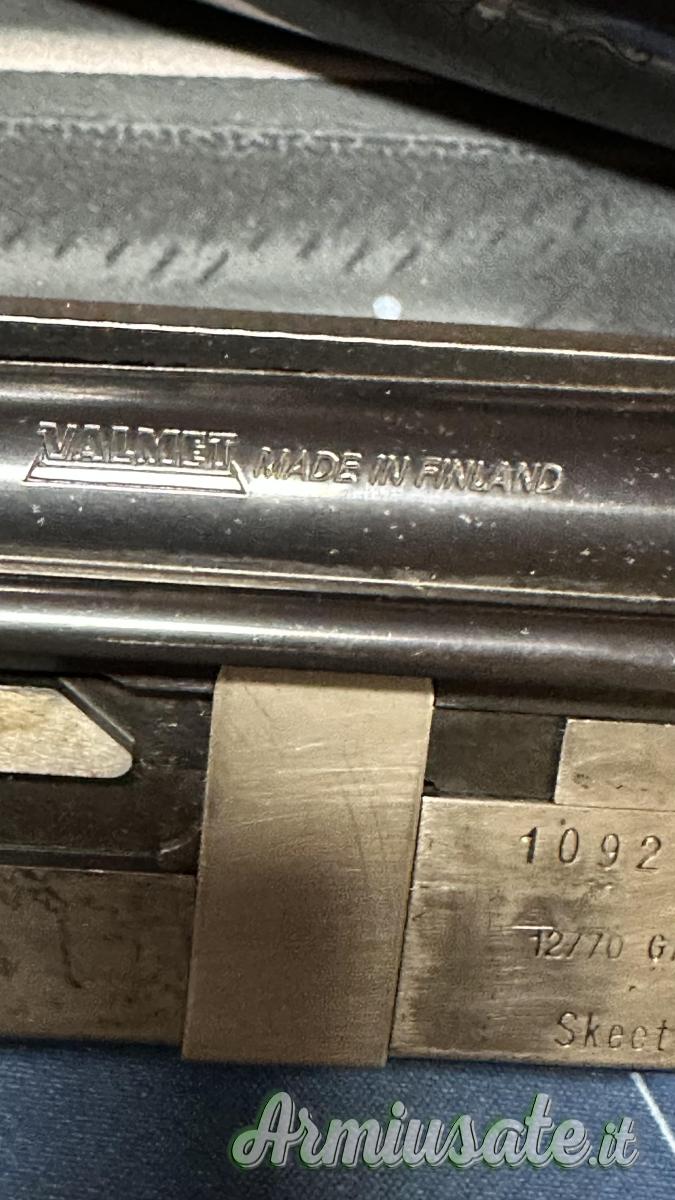 VALMET MADE IN FINLAND
1092
12/70 G
Skeet
Armiusate.it